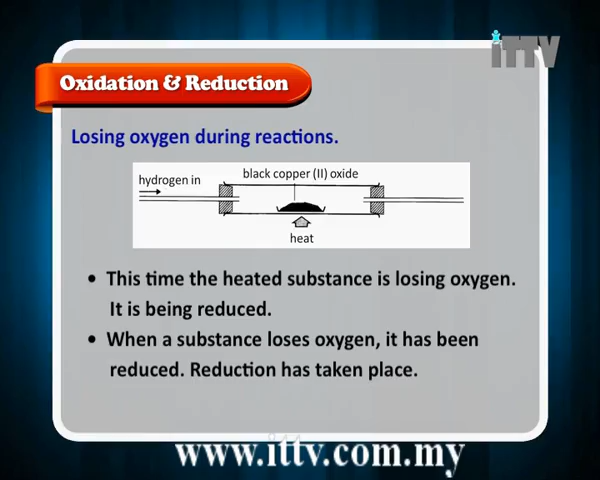 iTTV
Oxidation & Reduction
Losing oxygen during reactions.
hydrogen in
black copper (II) oxide
heat
• This time the heated substance is losing oxygen.
It is being reduced.
• When a substance loses oxygen, it has been
reduced. Reduction has taken place.
www.ittv.com.my